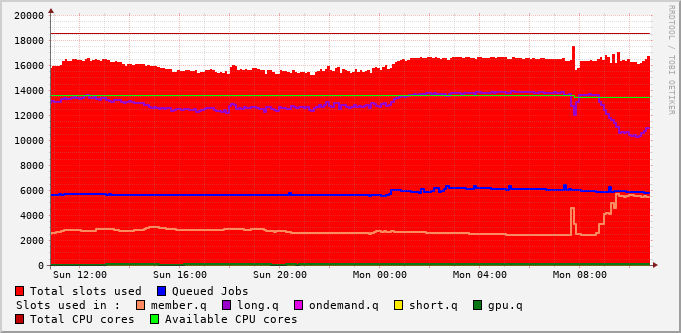 20000
18000
16000
14000
12000
10000
8000
6000
4000
2000
0
Sun 12:00 Sun 16:00 Sun 20:00 Mon 00:00 Mon 04:00 Mon 08:00
RRDTOOL / TOBI OETIKER
Total slots used Queued Jobs
Slots used in : member.q long.q ondemand.q short.q gpu.q
Total CPU cores Available CPU cores